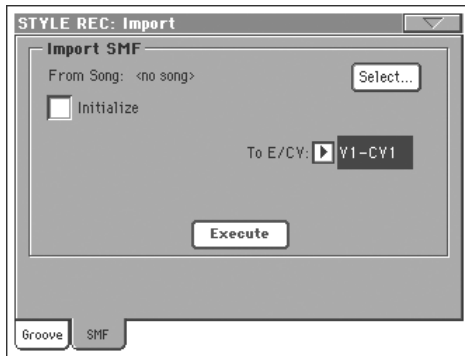 STYLE REC: Import
Import SMF
From Song: <no song>
Select...
Initialize
To E/CV: V1-CV1
Execute
Groove SMF